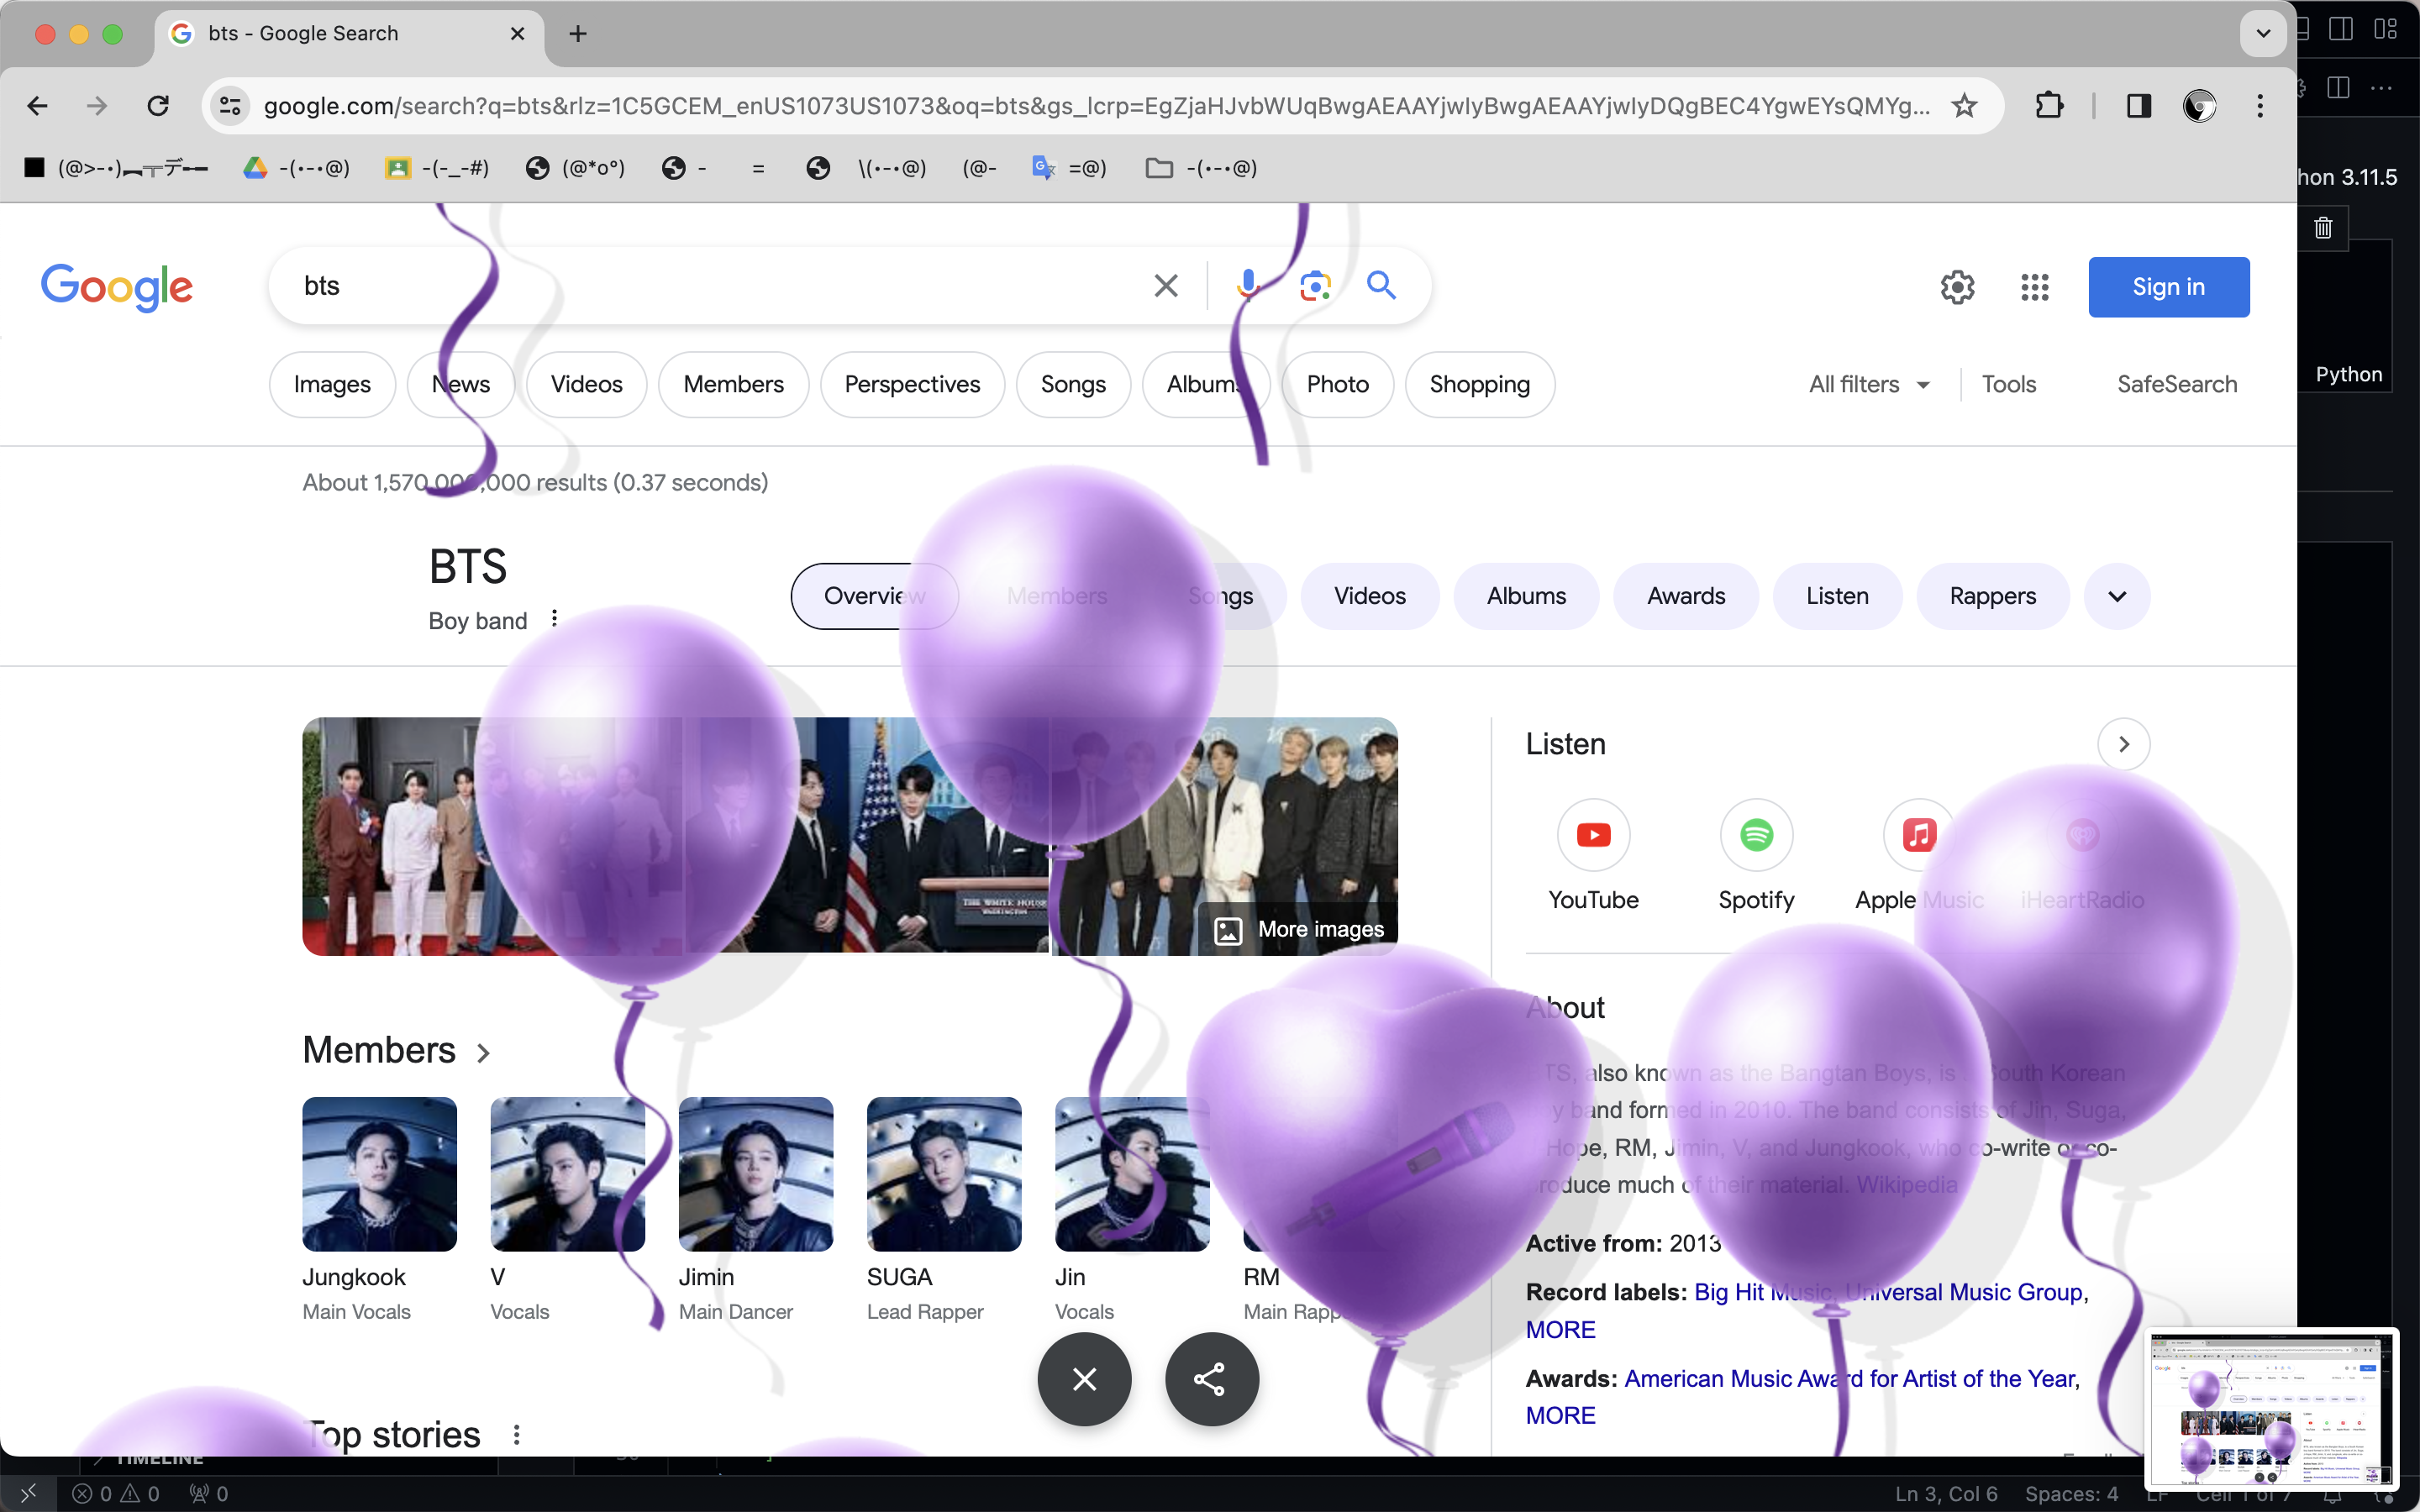 bts - Google Search
google.com/search?q=bts&rlz=1C5GCEM_enUS1073US1073&oq=bts&gs_lcrp=EgZjaHJvbWUqBwgAEAAYjwIyBwgAEAAYjwIyDQgBEC4YgwEYsQMYg...
(@>-•)︻╦デ╾━ -(•-•@) -(-_-#) (@*o°) - = \(•-•@) (@- =@) -(•-•@)
hon 3.11.5
Google
bts
Sign in
Images News Videos Members Perspectives Songs Albums Photo Shopping
All filters Tools SafeSearch
Python
About 1,570,000,000 results (0.37 seconds)
BTS
Boy band
Overview Members Songs Videos Albums Awards Listen Rappers
THE WHITE HOUSE
WASHINGTON
More images
Listen
YouTube Spotify Apple Music iHeartRadio
About
TS, also known as the Bangtan Boys, is South Korean
y band formed in 2010. The band consists of Jin, Suga,
Hope, RM, Jimin, V, and Jungkook, who co-write or co-
roduce much of their material. Wikipedia
Active from: 2013
Record labels: Big Hit Music, Universal Music Group,
MORE
Awards: American Music Award for Artist of the Year,
MORE
Members
Jungkook
Main Vocals
V
Vocals
Jimin
Main Dancer
SUGA
Lead Rapper
Jin
Vocals
RM
Main Rapp
Top stories
TIMELINE
0 0 0
Ln 3, Col 6 Spaces: 4 LF Cell 1 of 7